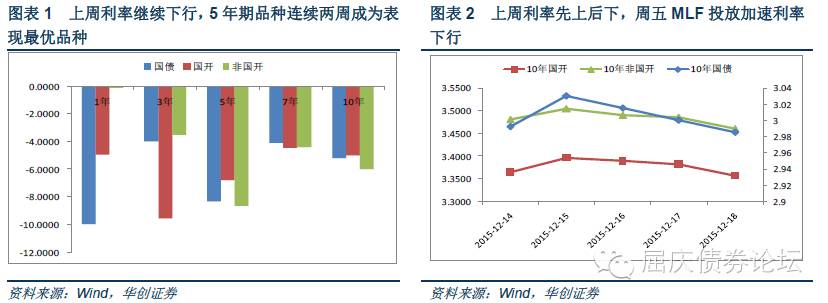 图表 1 上周利率继续下行，5 年期品种连续两周成为表
现最优品种
国债 国开 非国开
0.0000
-2.0000
-4.0000
-6.0000
-8.0000
-10.0000
-12.0000
1年 3年 5年 7年 10年
资料来源：Wind，华创证券
图表 2 上周利率先上后下，周五 MLF 投放加速利率
下行
10年国开 10年非国开 10年国债
3.5500
3.5000
3.4500
3.4000
3.3500
3.3000
3.04
3.02
3
2.98
2.96
2.94
2.92
2.9
2015-12-14
2015-12-15
2015-12-16
2015-12-17
2015-12-18
屈庆债券论坛
资料来源：Wind，华创证券